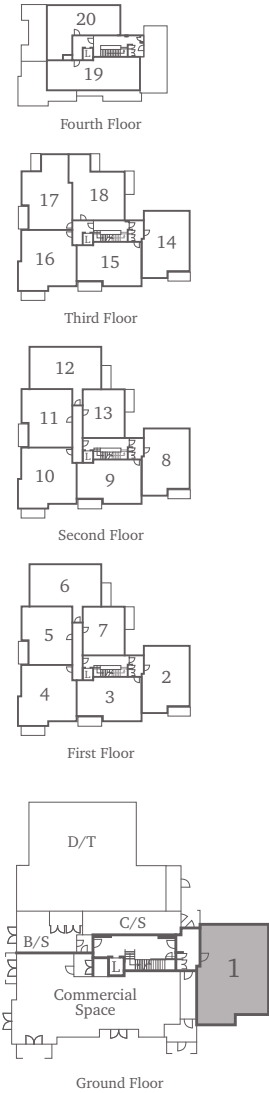 20
L
19
Fourth Floor
17
18
14
L
16
15
Third Floor
12
11
13
8
L
10
9
Second Floor
6
5
7
2
L
4
3
First Floor
D/T
C/S
B/S
L
1
Commercial
Space
Ground Floor